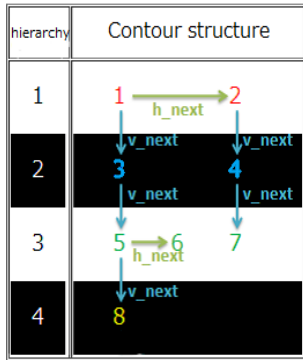 hierarchy Contour structure
1 1 2
h_next
v_next v_next
2 3 4
v_next v_next
3 5 6 7
h_next
v_next
4 8